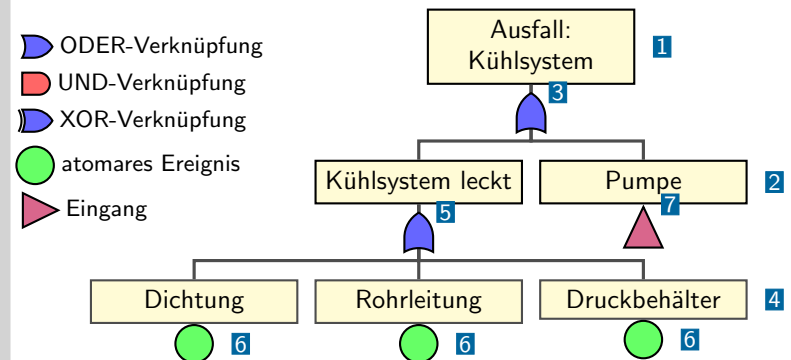 ODER-Verknüpfung
UND-Verknüpfung
XOR-Verknüpfung
atomares Ereignis
Eingang
Ausfall:
Kühlsystem
1
3
Kühlsystem leckt
Pumpe
2
5
7
Dichtung
Rohrleitung
Druckbehälter
4
6
6
6